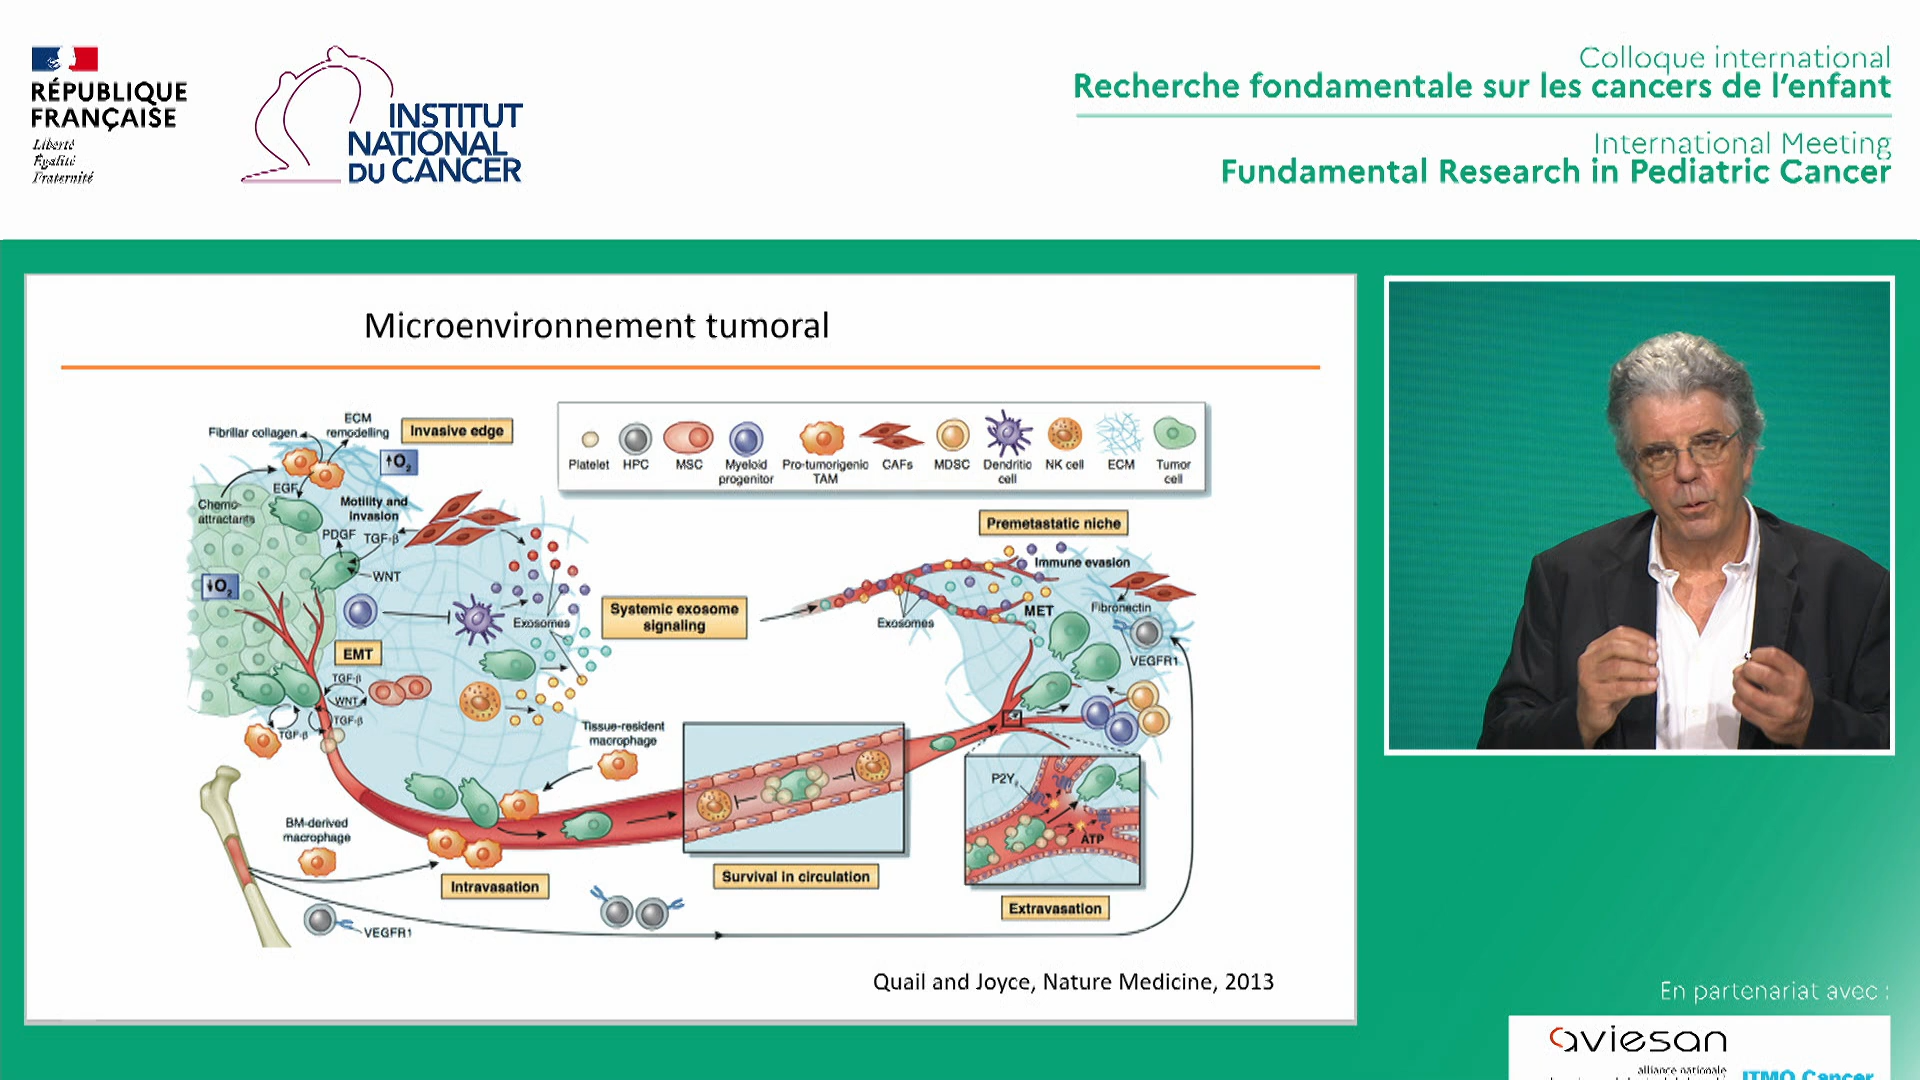 RÉPUBLIQUE
FRANÇAISE
Liberté
Égalité
Fraternité
INSTITUT
NATIONAL
DU CANCER
Colloque international
Recherche fondamentale sur les cancers de l'enfant
International Meeting
Fundamental Research in Pediatric Cancer
Microenvironnement tumoral
Fibrillar collagen
ECM
remodelling
Invasive edge
↑O2
EGF
Chemo-
attractants
Motility and
invasion
PDGF
TGF-β
WNT
↓O2
Exosomes
EMT
TGF-β
WNT
TGF-β
TGF-β
Platelet
HPC
MSC
Myeloid
progenitor
Pro-tumorigenic
TAM
CAFs
MDSC
Dendritic
cell
NK cell
ECM
Tumor
cell
Premetastatic niche
Immune evasion
Systemic exosome
signaling
Exosomes
MET
Fibronectin
VEGFR1
Tissue-resident
macrophage
BM-derived
macrophage
Intravasation
Survival in circulation
P2Y2
ATP
Extravasation
VEGFR1
Quail and Joyce, Nature Medicine, 2013
En partenariat avec :
aviesan
alliance nationale
ITMO Cancer